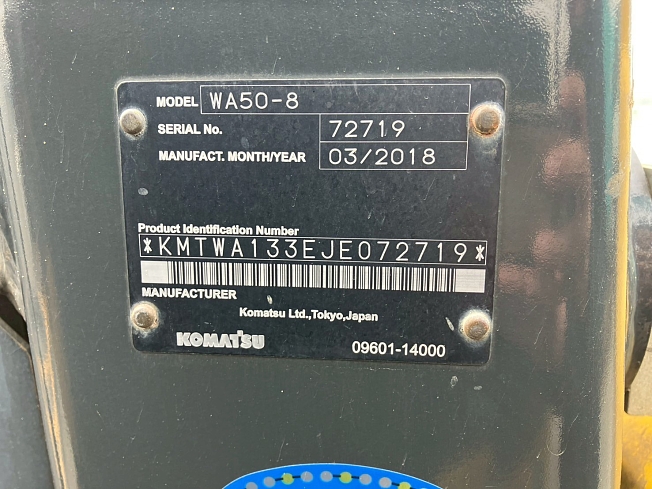 MODEL WA50-8
SERIAL No. 72719
MANUFACT. MONTH/YEAR 03/2018
Product Identification Number
*KMTWA133EJE072719*
MANUFACTURER
Komatsu Ltd.,Tokyo,Japan
KOMATSU 09601-14000